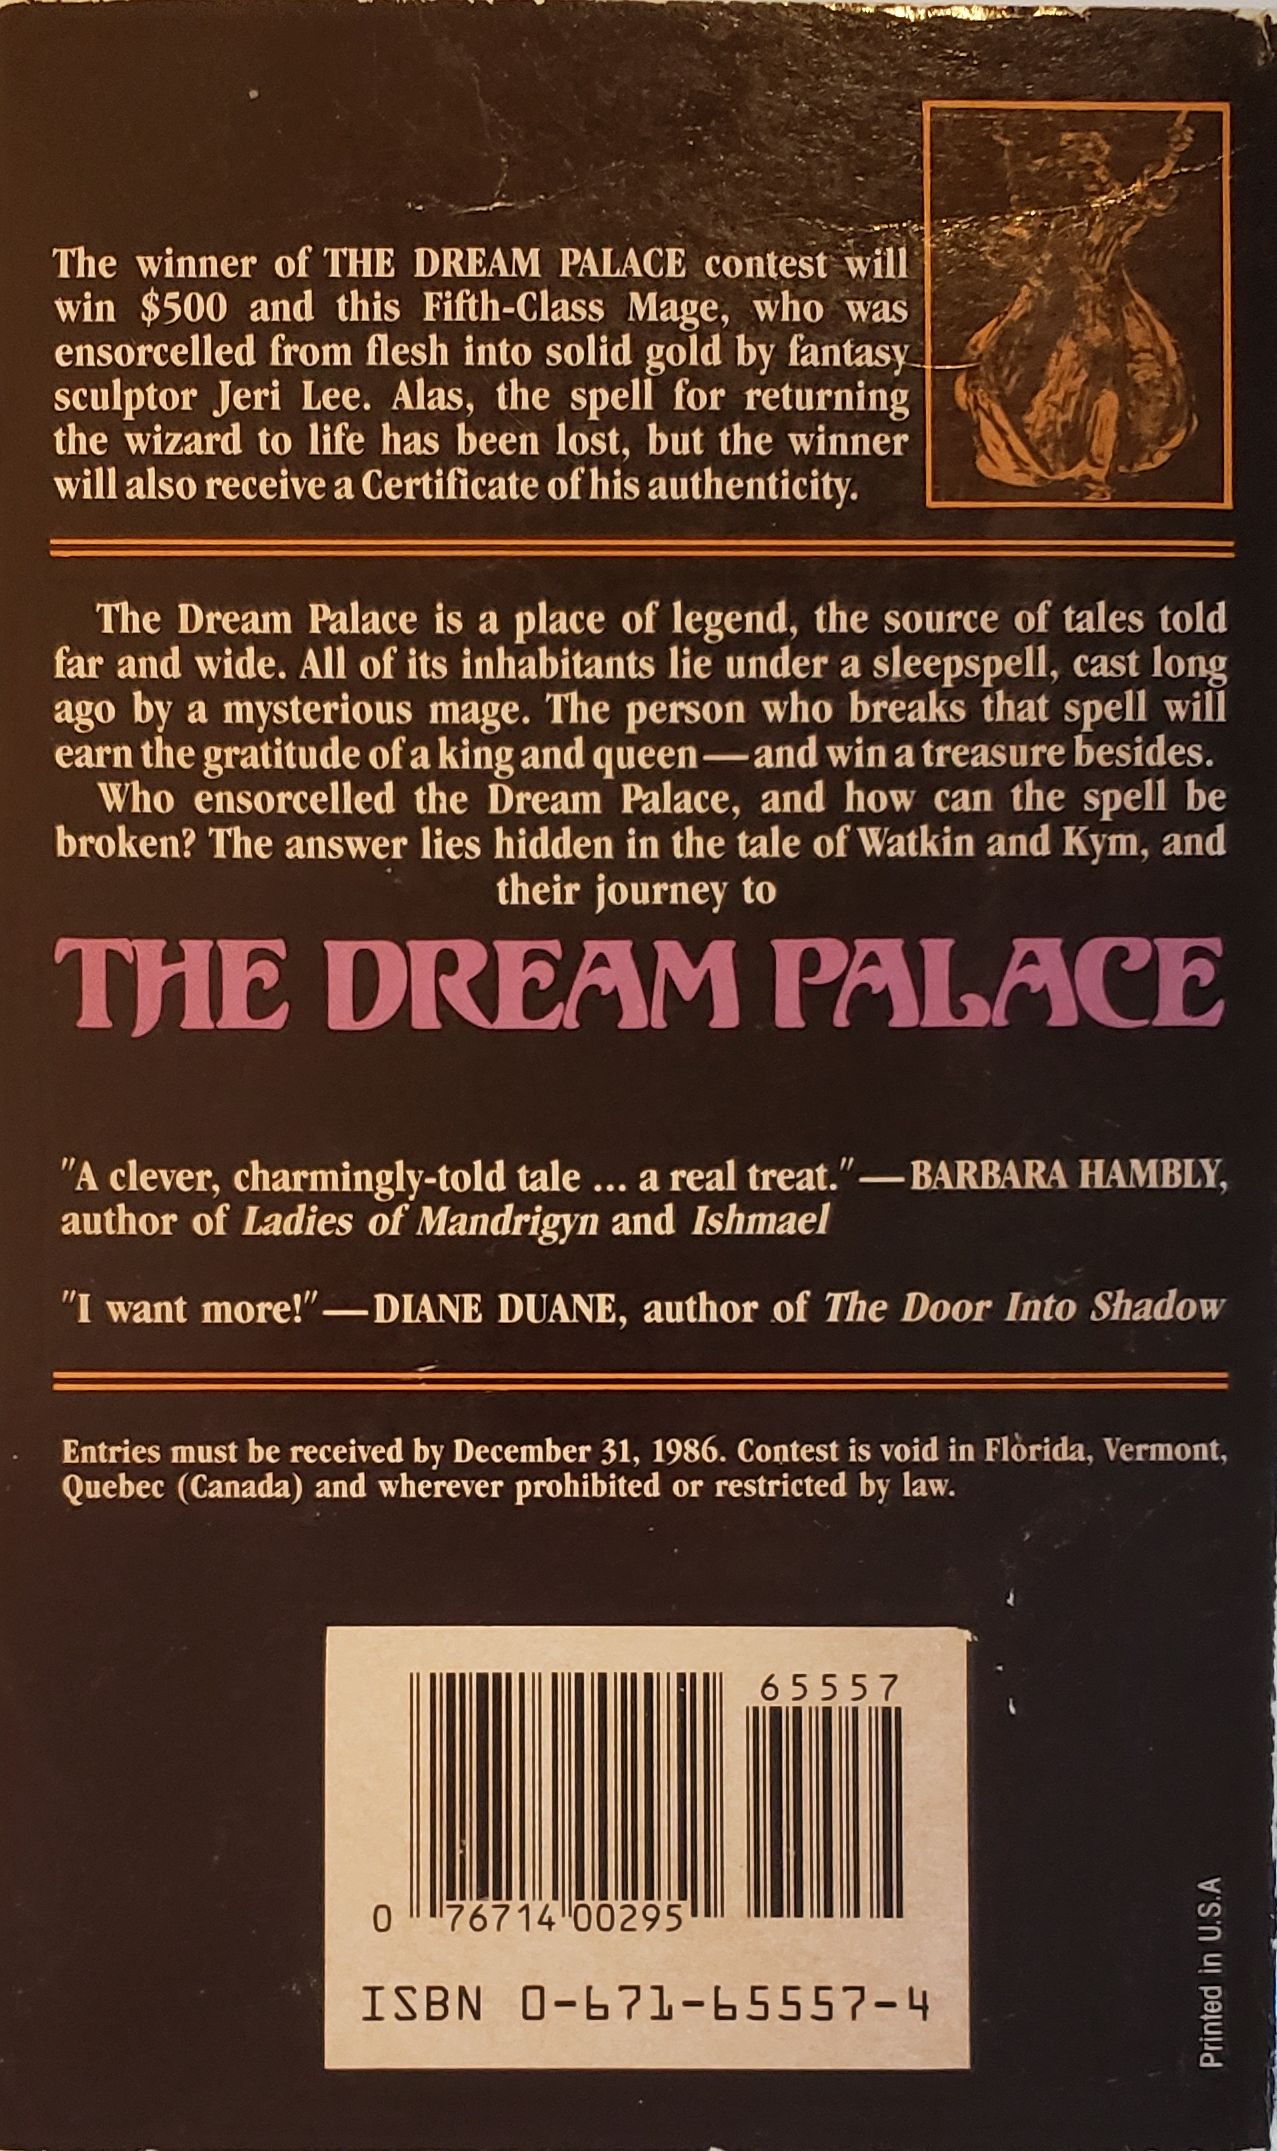 The winner of THE DREAM PALACE contest will
win $500 and this Fifth-Class Mage, who was
ensorcelled from flesh into solid gold by fantasy
sculptor Jeri Lee. Alas, the spell for returning
the wizard to life has been lost, but the winner
will also receive a Certificate of his authenticity.
The Dream Palace is a place of legend, the source of tales told
far and wide. All of its inhabitants lie under a sleepspell, cast long
ago by a mysterious mage. The person who breaks that spell will
earn the gratitude of a king and queen—and win a treasure besides.
Who ensorcelled the Dream Palace, and how can the spell be
broken? The answer lies hidden in the tale of Watkin and Kym, and
their journey to
THE DREAM PALACE
"A clever, charmingly-told tale ... a real treat."—BARBARA HAMBLY,
author of Ladies of Mandrigyn and Ishmael
"I want more!"—DIANE DUANE, author of The Door Into Shadow
Entries must be received by December 31, 1986. Contest is void in Florida, Vermont,
Quebec (Canada) and wherever prohibited or restricted by law.
65557
0 76714 00295
ISBN 0-671-65557-4
Printed in U.S.A